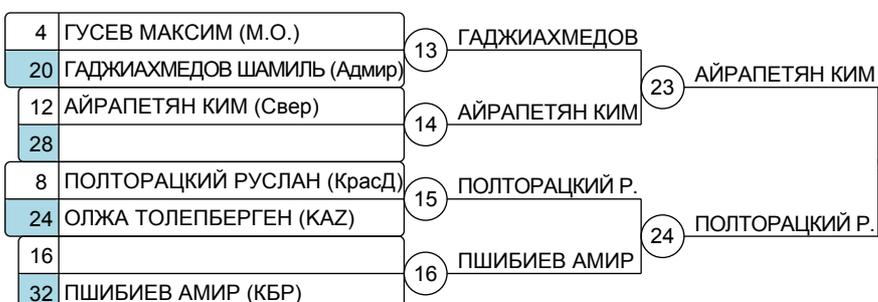 4 ГУСЕВ МАКСИМ (М.О.)
20 ГАДЖИАХМЕДОВ ШАМИЛЬ (Адмир)
12 АЙРАПЕТЯН КИМ (Свер)
28
8 ПОЛТОРАЦКИЙ РУСЛАН (КрасД)
24 ОЛЖА ТОЛЕПБЕРГЕН (KAZ)
16
32 ПШИБИЕВ АМИР (КБР)
13 ГАДЖИАХМЕДОВ
14 АЙРАПЕТЯН КИМ
15 ПОЛТОРАЦКИЙ Р.
16 ПШИБИЕВ АМИР
23 АЙРАПЕТЯН КИМ
24 ПОЛТОРАЦКИЙ Р.